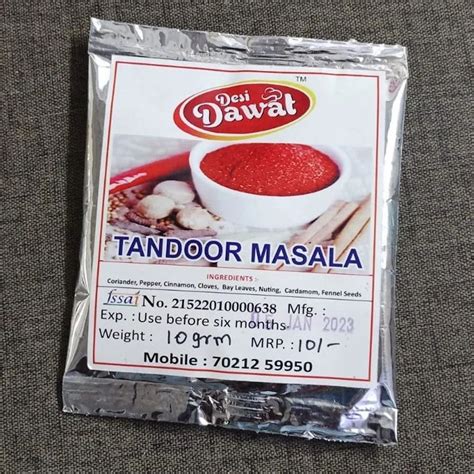 Desi
Dawat
TM
TANDOOR MASALA
INGREDIENTS :-
Coriander, Pepper, Cinnamon, Cloves, Bay Leaves, Nuting, Cardamom, Fennel Seeds
fssai No. 21522010000638 Mfg. :
JAN 2023
Exp. : Use before six months
Weight : 10grm MRP. : 10/-
Mobile : 70212 59950